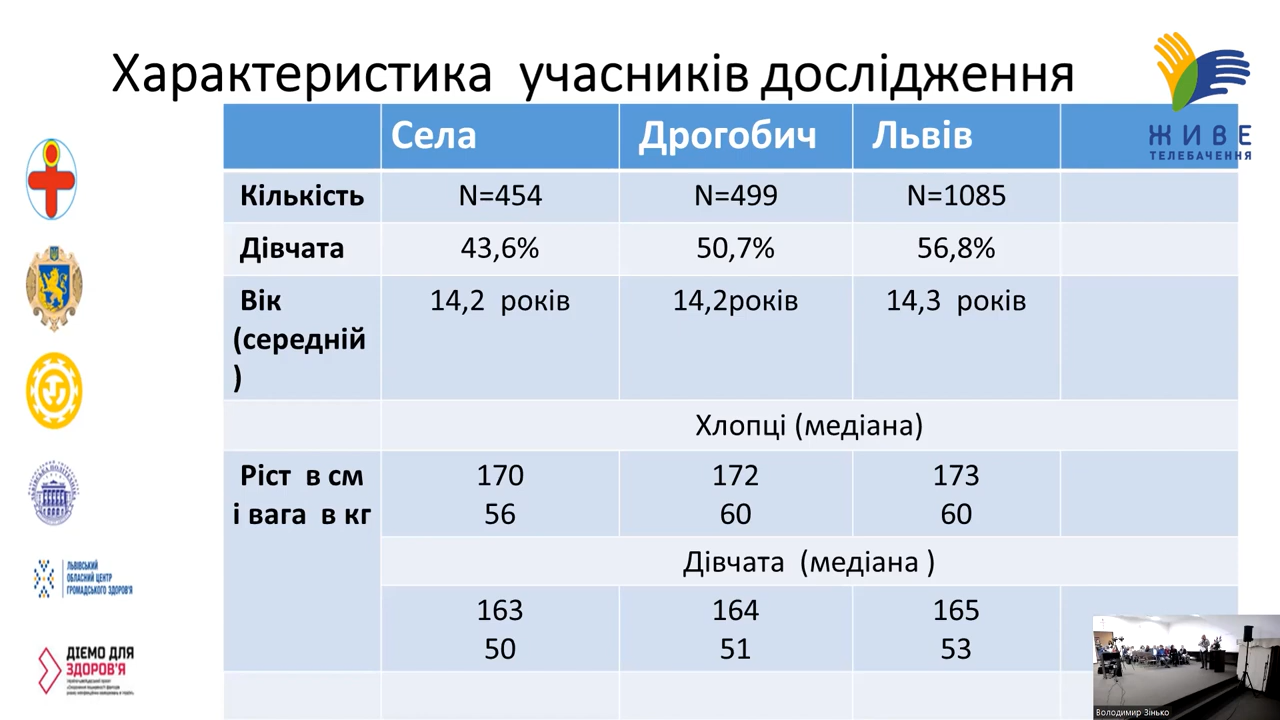 Характеристика учасників дослідження
ЖИВЕ
ТЕЛЕБАЧЕННЯ
Села Дрогобич Львів
Кількість N=454 N=499 N=1085
Дівчата 43,6% 50,7% 56,8%
Вік 14,2 років 14,2років 14,3 років
(середній
)
Хлопці (медіана)
Ріст в см 170 172 173
і вага в кг 56 60 60
Дівчата (медіана )
163 164 165
50 51 53
ЛЬВІВСЬКИЙ
ОБЛАСНИЙ ЦЕНТР
ГРОМАДСЬКОГО ЗДОРОВ'Я
ДІЄМО ДЛЯ
ЗДОРОВ'Я
Володимир Зінько